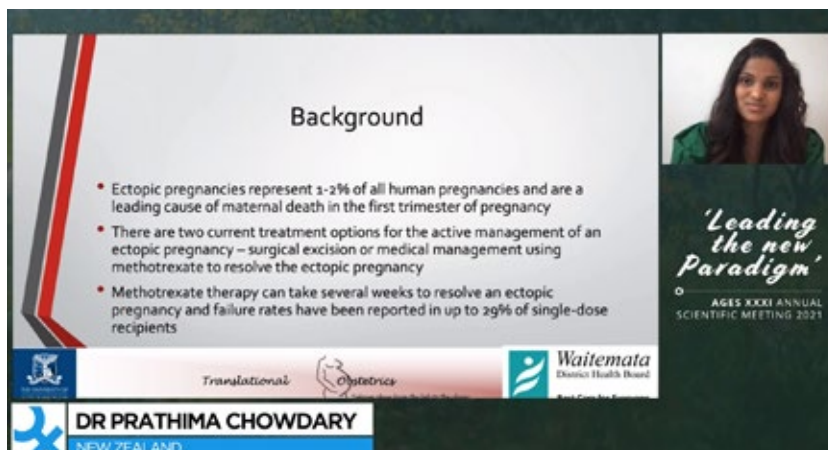 Background
• Ectopic pregnancies represent 1-2% of all human pregnancies and are a
leading cause of maternal death in the first trimester of pregnancy
• There are two current treatment options for the active management of an
ectopic pregnancy – surgical excision or medical management using
methotrexate to resolve the ectopic pregnancy
• Methotrexate therapy can take several weeks to resolve an ectopic
pregnancy and failure rates have been reported in up to 29% of single-dose
recipients
Translational Obstetrics
Waitemata
District Health Board
DR PRATHIMA CHOWDARY
NEW ZEALAND
'Leading
the new
Paradigm'
AGES XXXI ANNUAL
SCIENTIFIC MEETING 2021